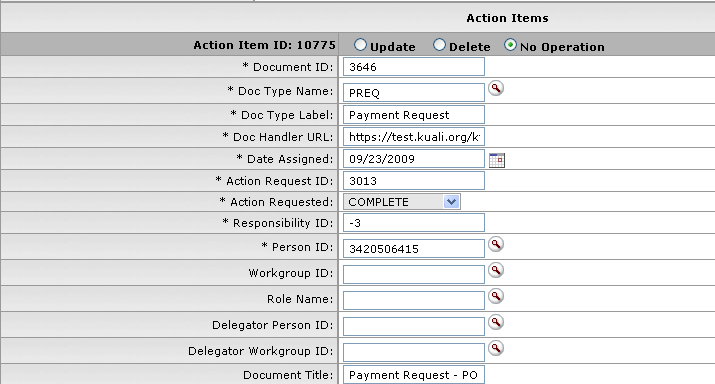 Action Items
Action Item ID: 10775 Update Delete No Operation
* Document ID: 3646
* Doc Type Name: PREQ
* Doc Type Label: Payment Request
* Doc Handler URL: https://test.kuali.org/k
* Date Assigned: 09/23/2009
* Action Request ID: 3013
* Action Requested: COMPLETE
* Responsibility ID: -3
* Person ID: 3420506415
Workgroup ID:
Role Name:
Delegator Person ID:
Delegator Workgroup ID:
Document Title: Payment Request - PO